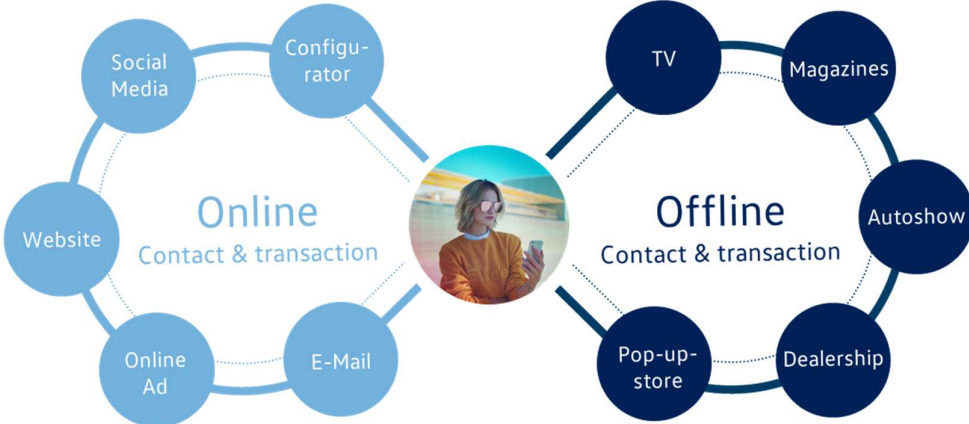 Configu-
rator
Social
Media
Website
Online
Ad
E-Mail
Online
Contact & transaction
TV
Magazines
Autoshow
Dealership
Pop-up-
store
Offline
Contact & transaction